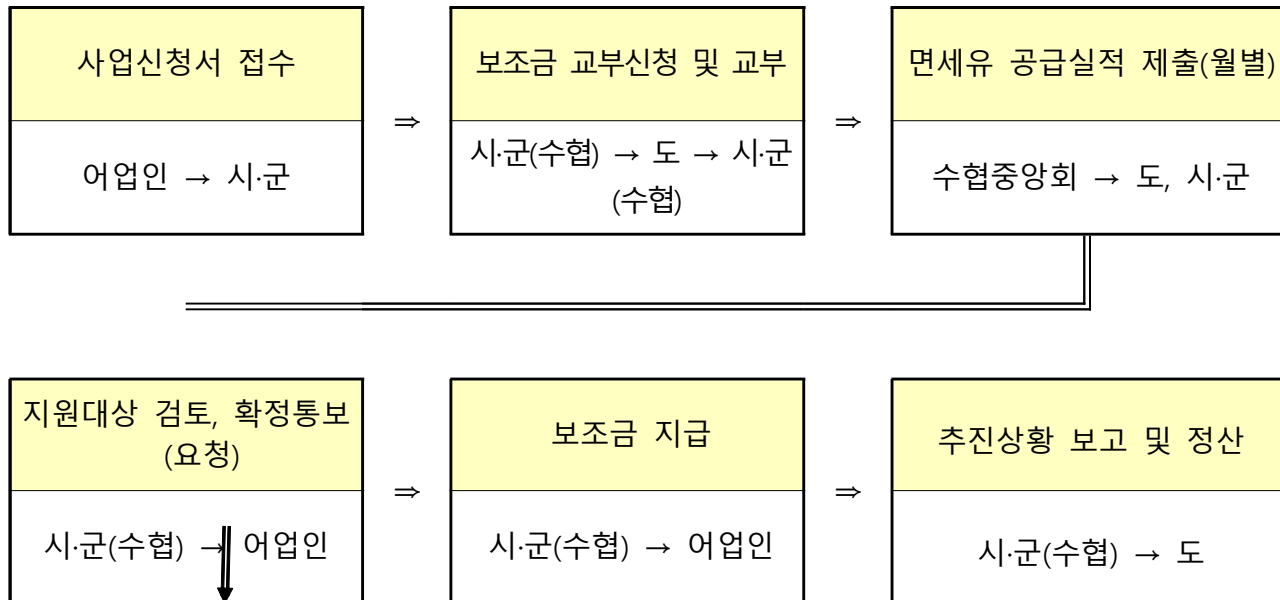 사업신청서 접수
어업인 → 시·군
⇒
보조금 교부신청 및 교부
시·군(수협) → 도 → 시·군
(수협)
⇒
면세유 공급실적 제출(월별)
수협중앙회 → 도, 시·군
지원대상 검토, 확정통보
(요청)
시·군(수협) → 어업인
⇒
보조금 지급
시·군(수협) → 어업인
⇒
추진상황 보고 및 정산
시·군(수협) → 도